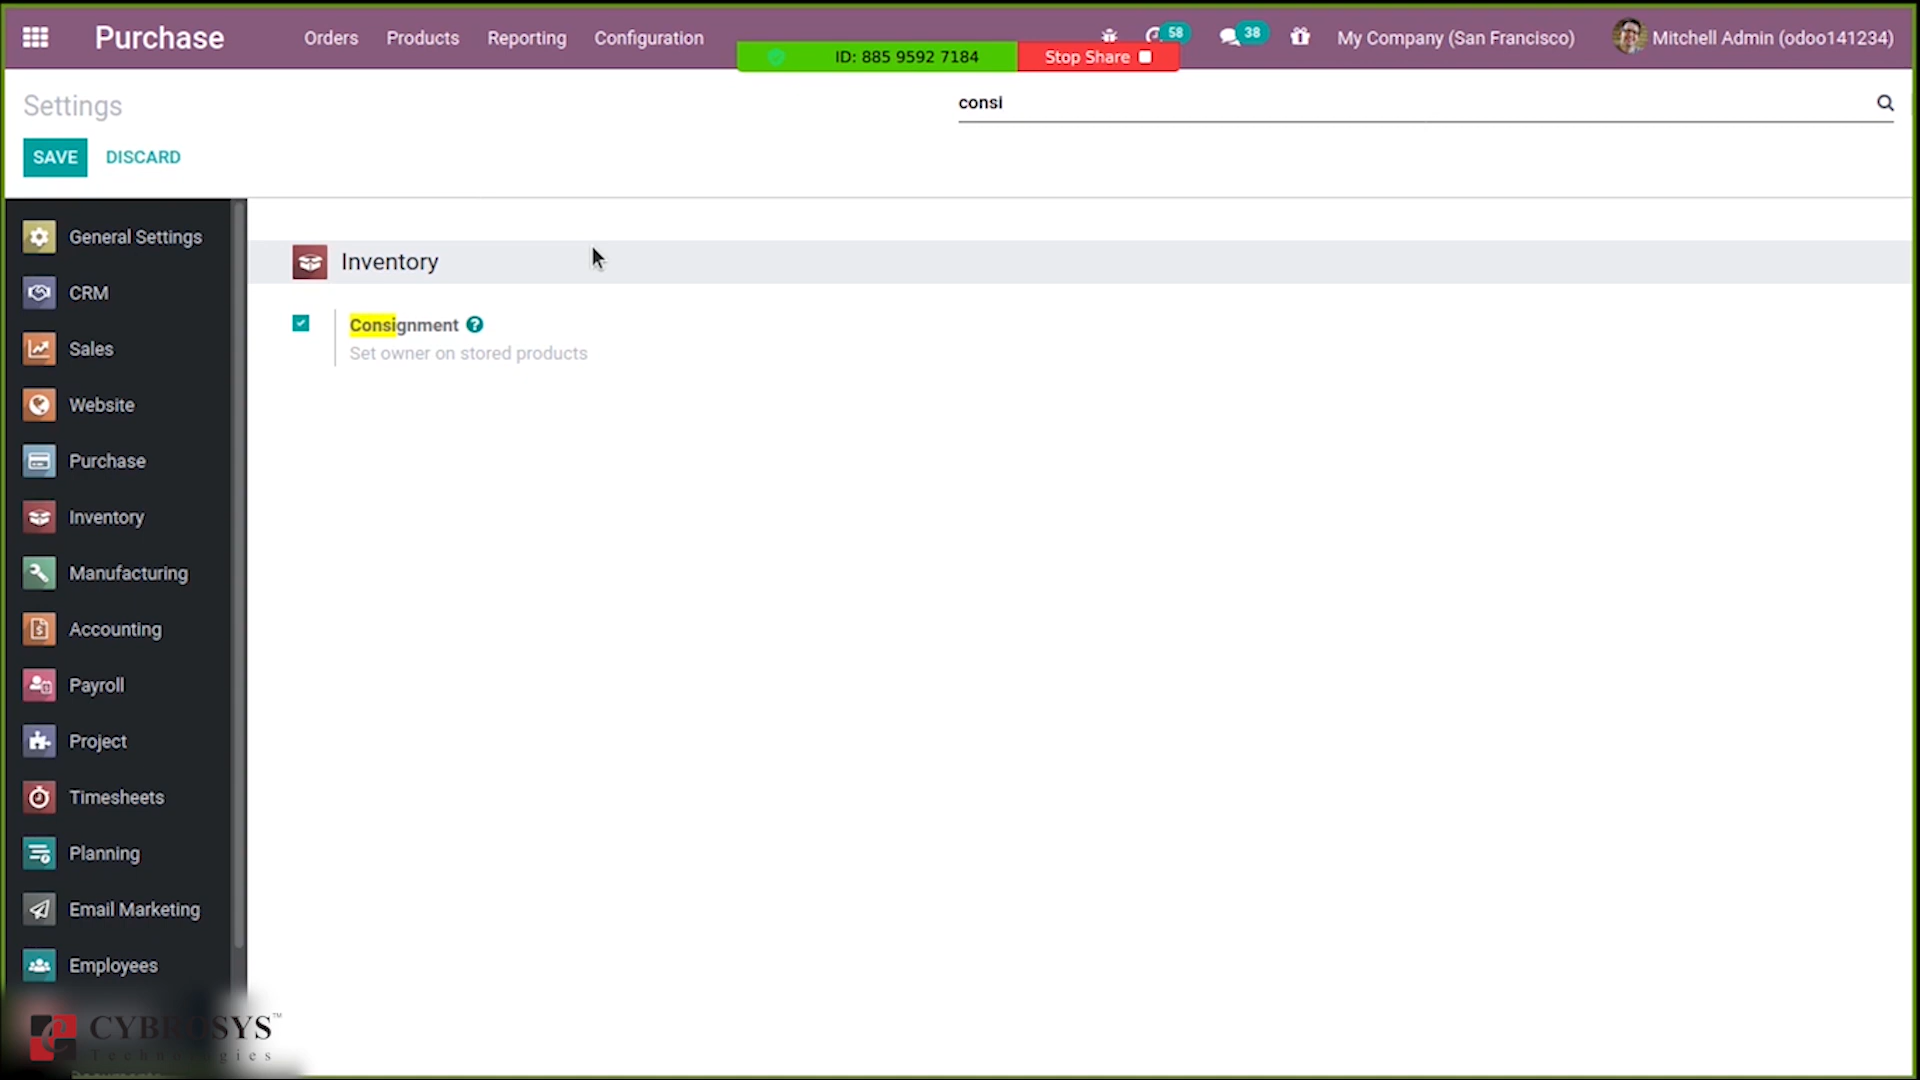 Purchase
Orders
Products
Reporting
Configuration
58
38
My Company (San Francisco)
Mitchell Admin (odoo141234)
ID: 885 9592 7184
Stop Share
Settings
consi
SAVE
DISCARD
General Settings
CRM
Sales
Website
Purchase
Inventory
Manufacturing
Accounting
Payroll
Project
Timesheets
Planning
Email Marketing
Employees
Inventory
Consignment
Set owner on stored products
CYBROSYS™
Technologies